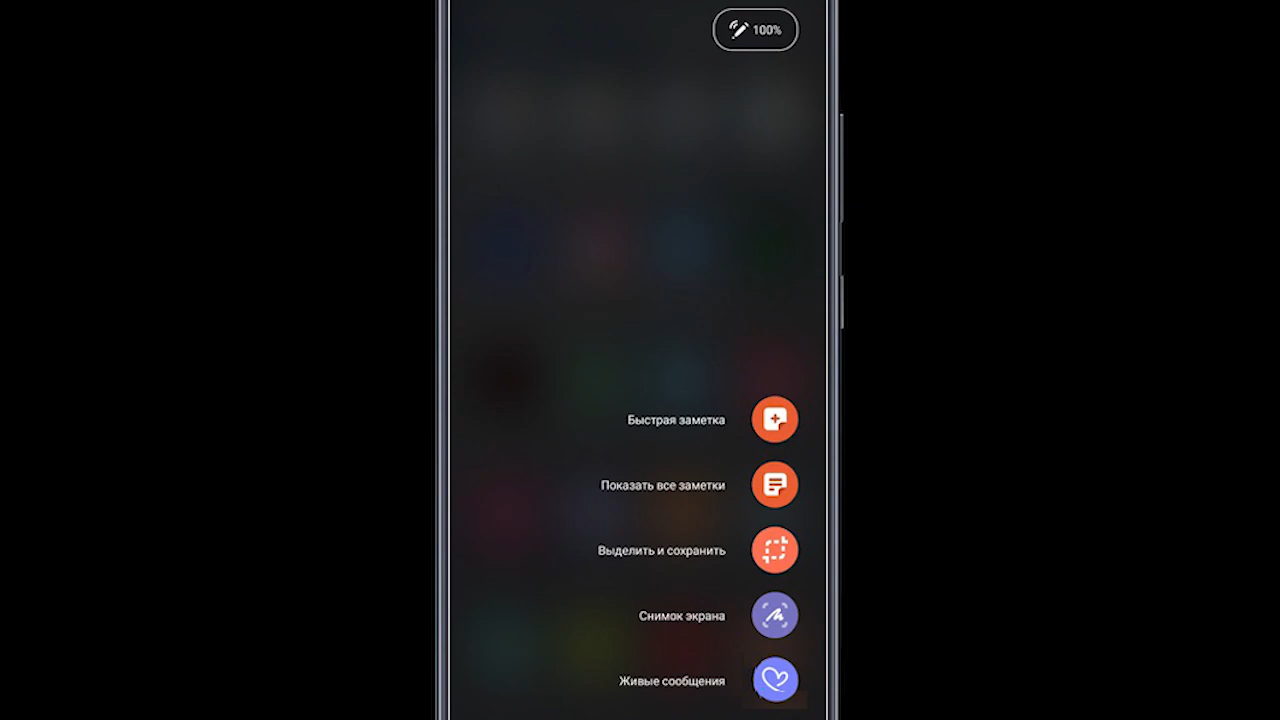 100%
Быстрая заметка
Показать все заметки
Выделить и сохранить
Снимок экрана
Живые сообщения